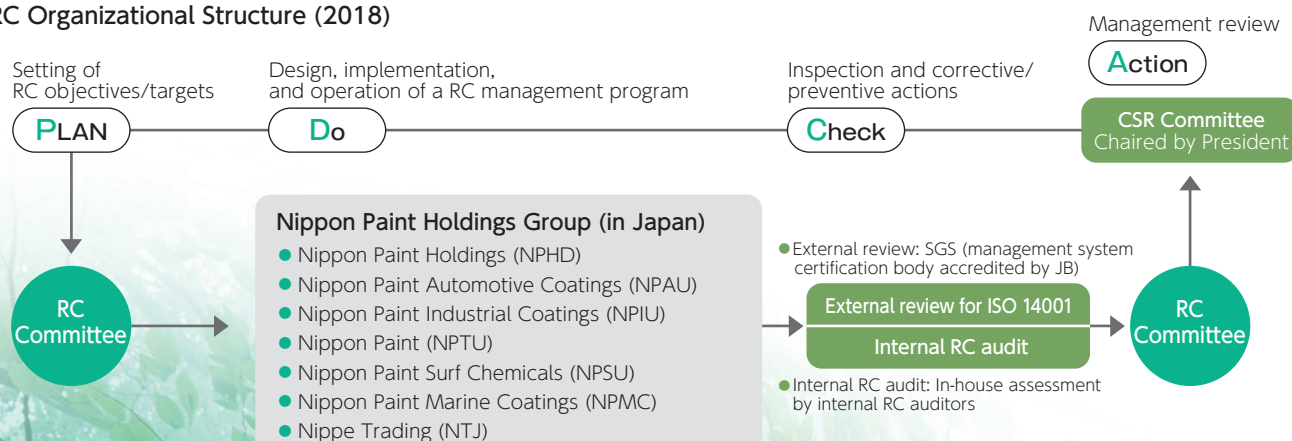 RC Organizational Structure (2018)
Management review
Action
Setting of
RC objectives/targets
PLAN
Design, implementation,
and operation of a RC management program
Do
Inspection and corrective/
preventive actions
Check
CSR Committee
Chaired by President
RC
Committee
Nippon Paint Holdings Group (in Japan)
● Nippon Paint Holdings (NPHD)
● Nippon Paint Automotive Coatings (NPAU)
● Nippon Paint Industrial Coatings (NPIU)
● Nippon Paint (NPTU)
● Nippon Paint Surf Chemicals (NPSU)
● Nippon Paint Marine Coatings (NPMC)
● Nippe Trading (NTJ)
● External review: SGS (management system
certification body accredited by JB)
External review for ISO 14001
Internal RC audit
● Internal RC audit: In-house assessment
by internal RC auditors
RC
Committee